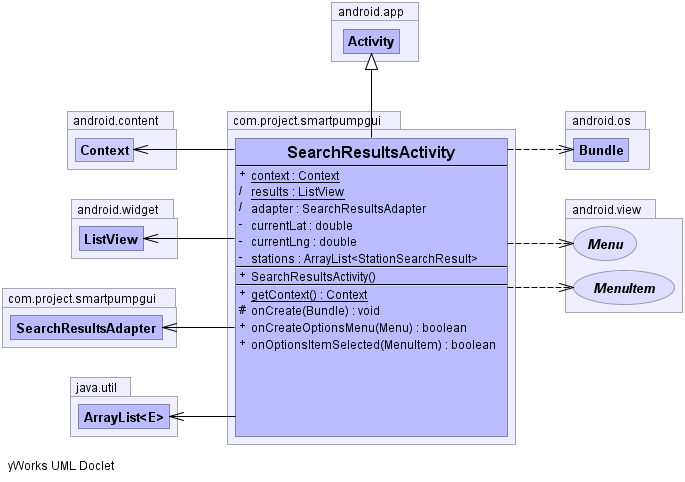 android.app
Activity
android.content
Context
com.project.smartpumpgui
SearchResultsActivity
+ context : Context
/ results : ListView
/ adapter : SearchResultsAdapter
- currentLat : double
- currentLng : double
- stations : ArrayList<StationSearchResult>
+ SearchResultsActivity()
+ getContext() : Context
# onCreate(Bundle) : void
+ onCreateOptionsMenu(Menu) : boolean
+ onOptionsItemSelected(MenuItem) : boolean
android.os
Bundle
android.widget
ListView
android.view
Menu
MenuItem
com.project.smartpumpgui
SearchResultsAdapter
java.util
ArrayList<E>
yWorks UML Doclet